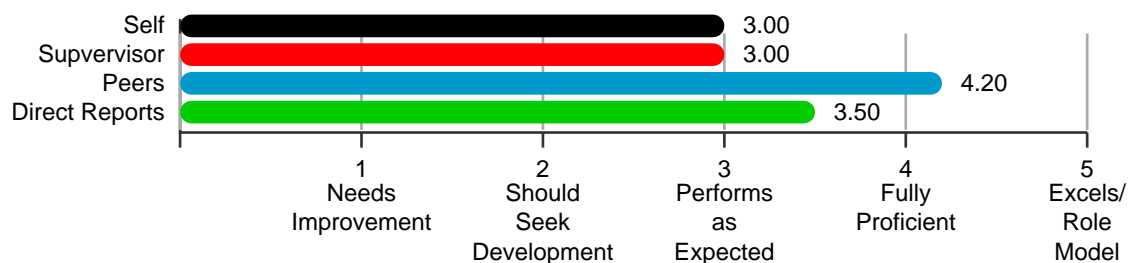 Self 3.00
Supvervisor 3.00
Peers 4.20
Direct Reports 3.50
1 2 3 4 5
Needs Should Performs Fully Excels/
Improvement Seek as Proficient Role
Development Expected Model